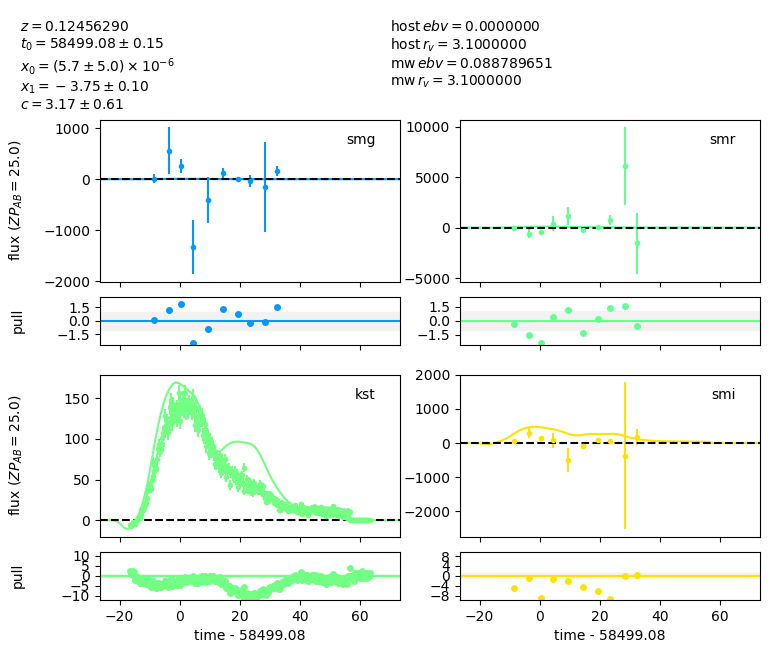 z = 0.12456290
t₀ = 58499.08 ± 0.15
x₀ = (5.7 ± 5.0) × 10⁻⁶
x₁ = −3.75 ± 0.10
c = 3.17 ± 0.61
host ebv = 0.0000000
host r_v = 3.1000000
mw ebv = 0.088789651
mw r_v = 3.1000000
flux (ZP_AB = 25.0)
1000
0
−1000
−2000
smg
10000
5000
0
−5000
smr
pull
1.5
0.0
−1.5
1.5
0.0
−1.5
flux (ZP_AB = 25.0)
150
100
50
0
kst
2000
1000
0
−1000
−2000
smi
pull
10
5
0
−5
−10
8
4
0
−4
−8
−20 0 20 40 60
−20 0 20 40 60
time - 58499.08
time - 58499.08